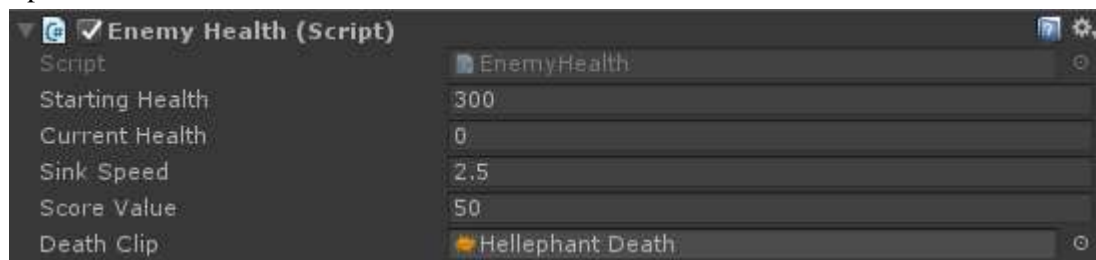 Enemy Health (Script)
Script EnemyHealth
Starting Health 300
Current Health 0
Sink Speed 2.5
Score Value 50
Death Clip Hellephant Death